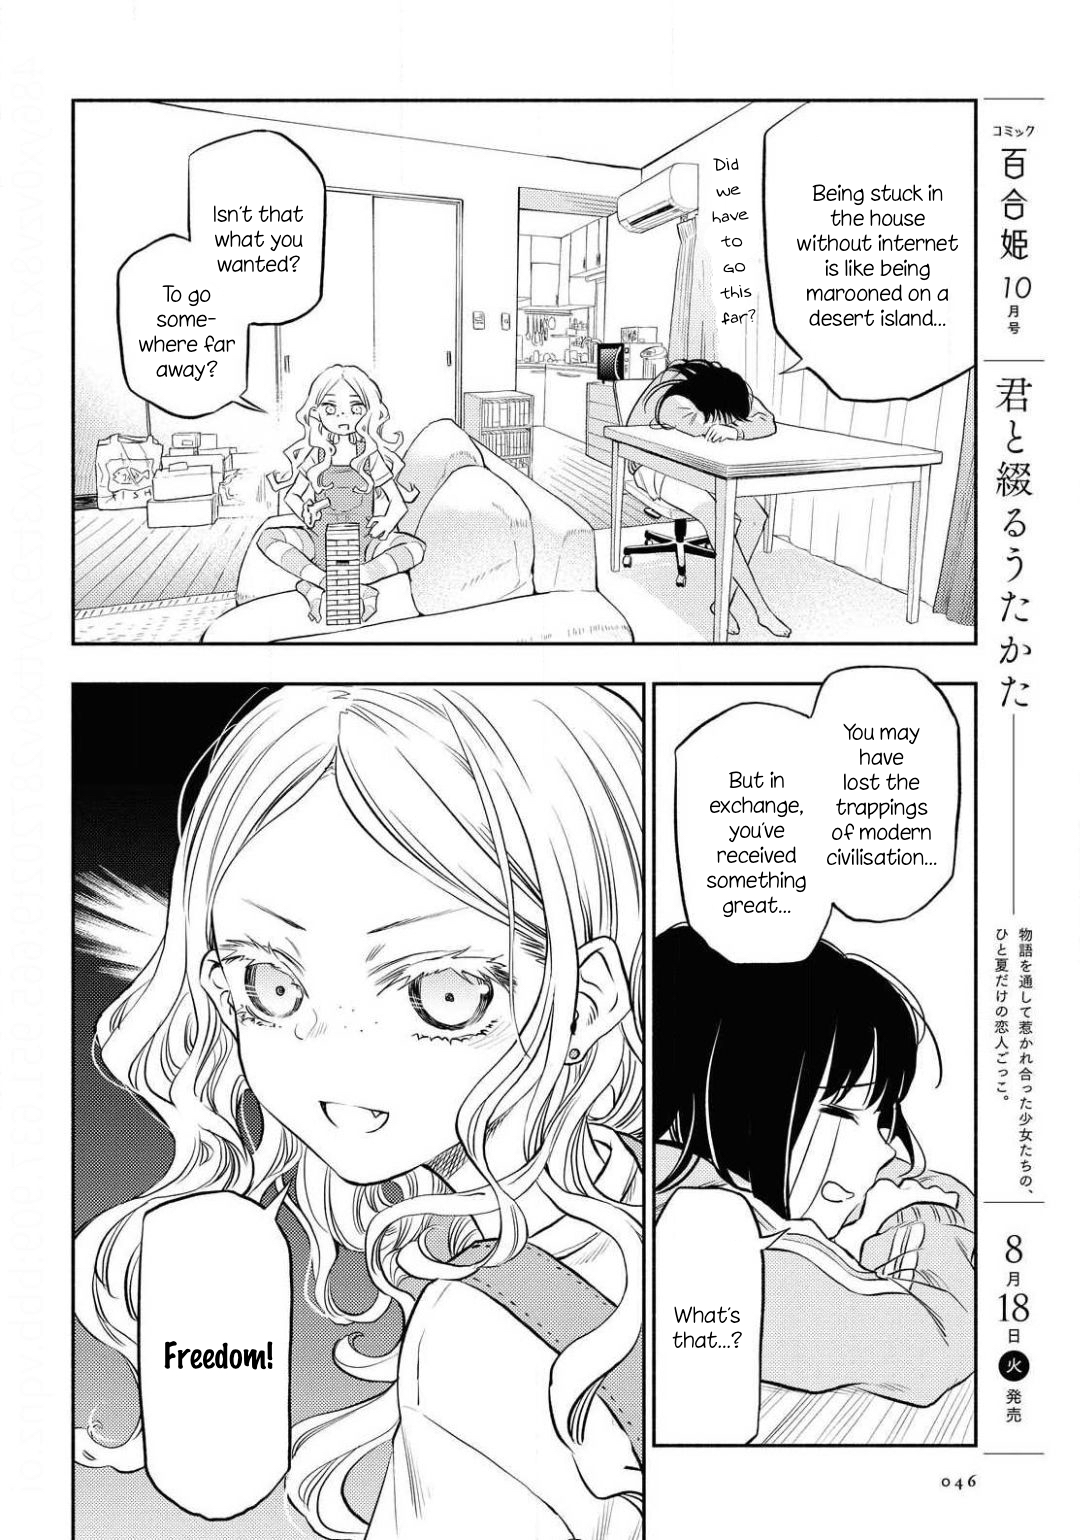 Being stuck in
the house
without internet
is like being
marooned on a
desert island...
Did
we
have
to
go
this
far?
Isn't that
what you
wanted?
To go
some-
where far
away?
You may
have
lost the
trappings
of modern
civilisation...
But in
exchange,
you've
received
something
great...
What's
that...?
Freedom!
コミック
百合姫
10
月号
君と綴るうたかた
物語を通して惹かれ合った少女たちの、
ひと夏だけの恋人ごっこ。
8月18日火発売
046